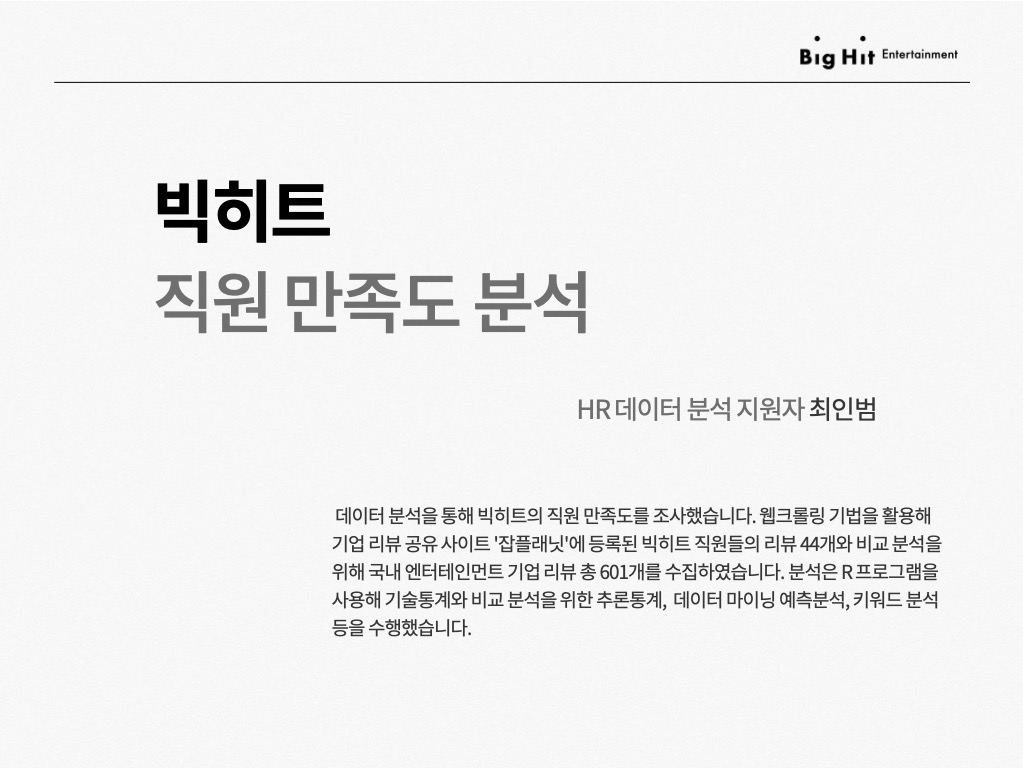 Big Hit Entertainment
빅히트
직원 만족도 분석
HR 데이터 분석 지원자 최인범
데이터 분석을 통해 빅히트의 직원 만족도를 조사했습니다. 웹크롤링 기법을 활용해
기업 리뷰 공유 사이트 '잡플래닛'에 등록된 빅히트 직원들의 리뷰 44개와 비교 분석을
위해 국내 엔터테인먼트 기업 리뷰 총 601개를 수집하였습니다. 분석은 R 프로그램을
사용해 기술통계와 비교 분석을 위한 추론통계, 데이터 마이닝 예측분석, 키워드 분석
등을 수행했습니다.